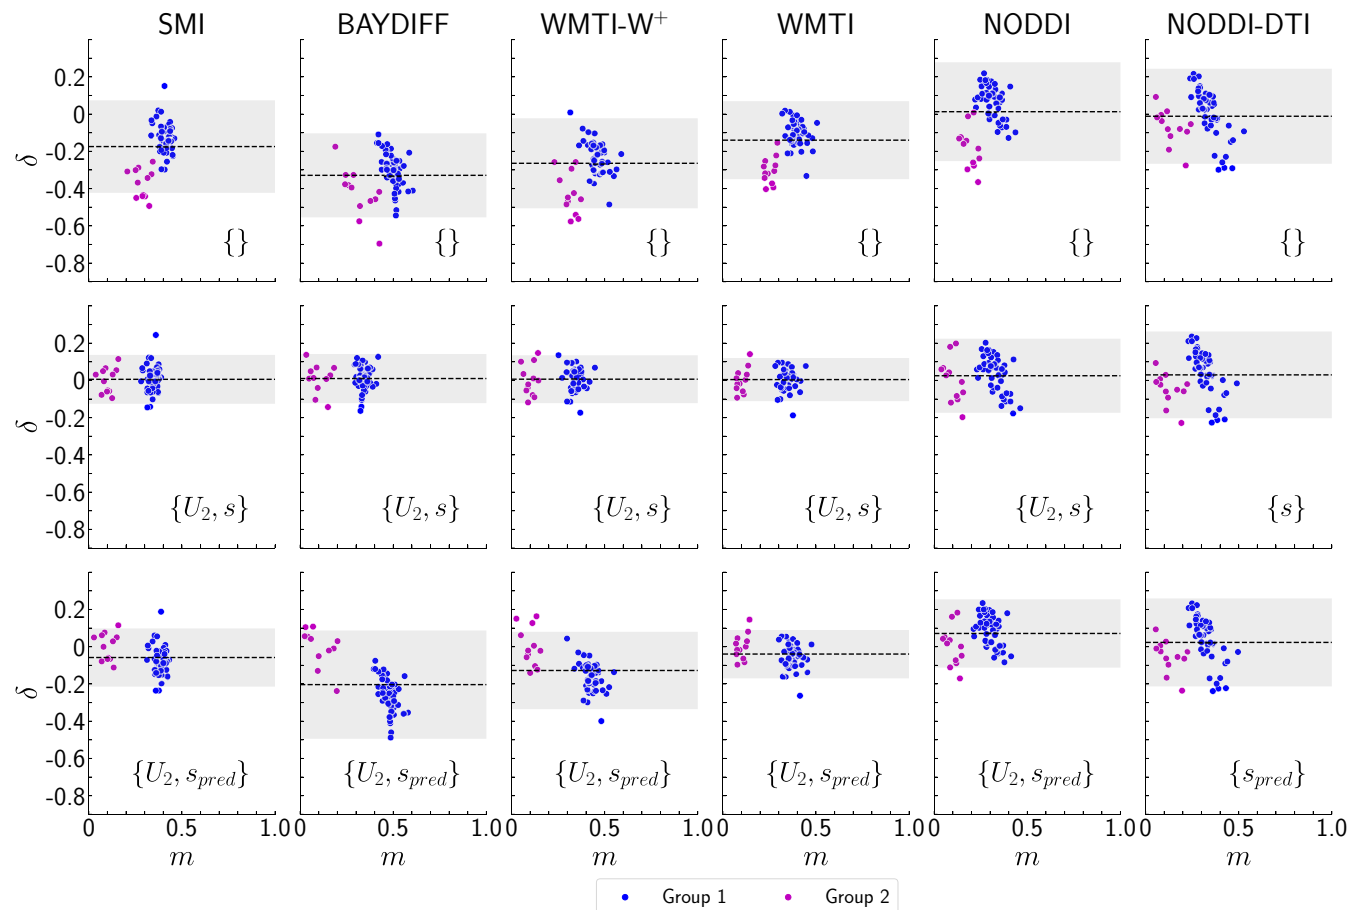 SMI BAYDIFF WMTI-W⁺ WMTI NODDI NODDI-DTI
0.2
0
-0.2
-0.4
-0.6
-0.8
δ
{} {} {} {} {} {}
0.2
0
-0.2
-0.4
-0.6
-0.8
δ
{U₂, s} {U₂, s} {U₂, s} {U₂, s} {U₂, s} {s}
0.2
0
-0.2
-0.4
-0.6
-0.8
δ
{U₂, s_pred} {U₂, s_pred} {U₂, s_pred} {U₂, s_pred} {U₂, s_pred} {s_pred}
0 0.5 1.0 0 0.5 1.0 0 0.5 1.0 0 0.5 1.0 0 0.5 1.0 0 0.5 1.0
m m m m m m
Group 1 Group 2